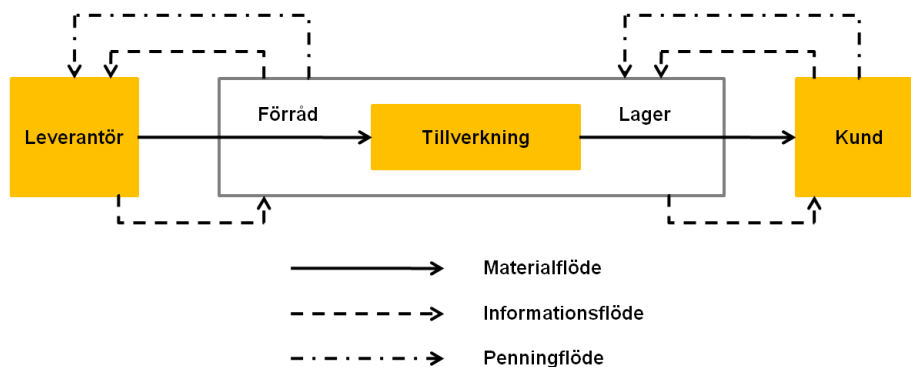 Förråd
Lager
Leverantör
Tillverkning
Kund
Materialflöde
Informationsflöde
Penningflöde